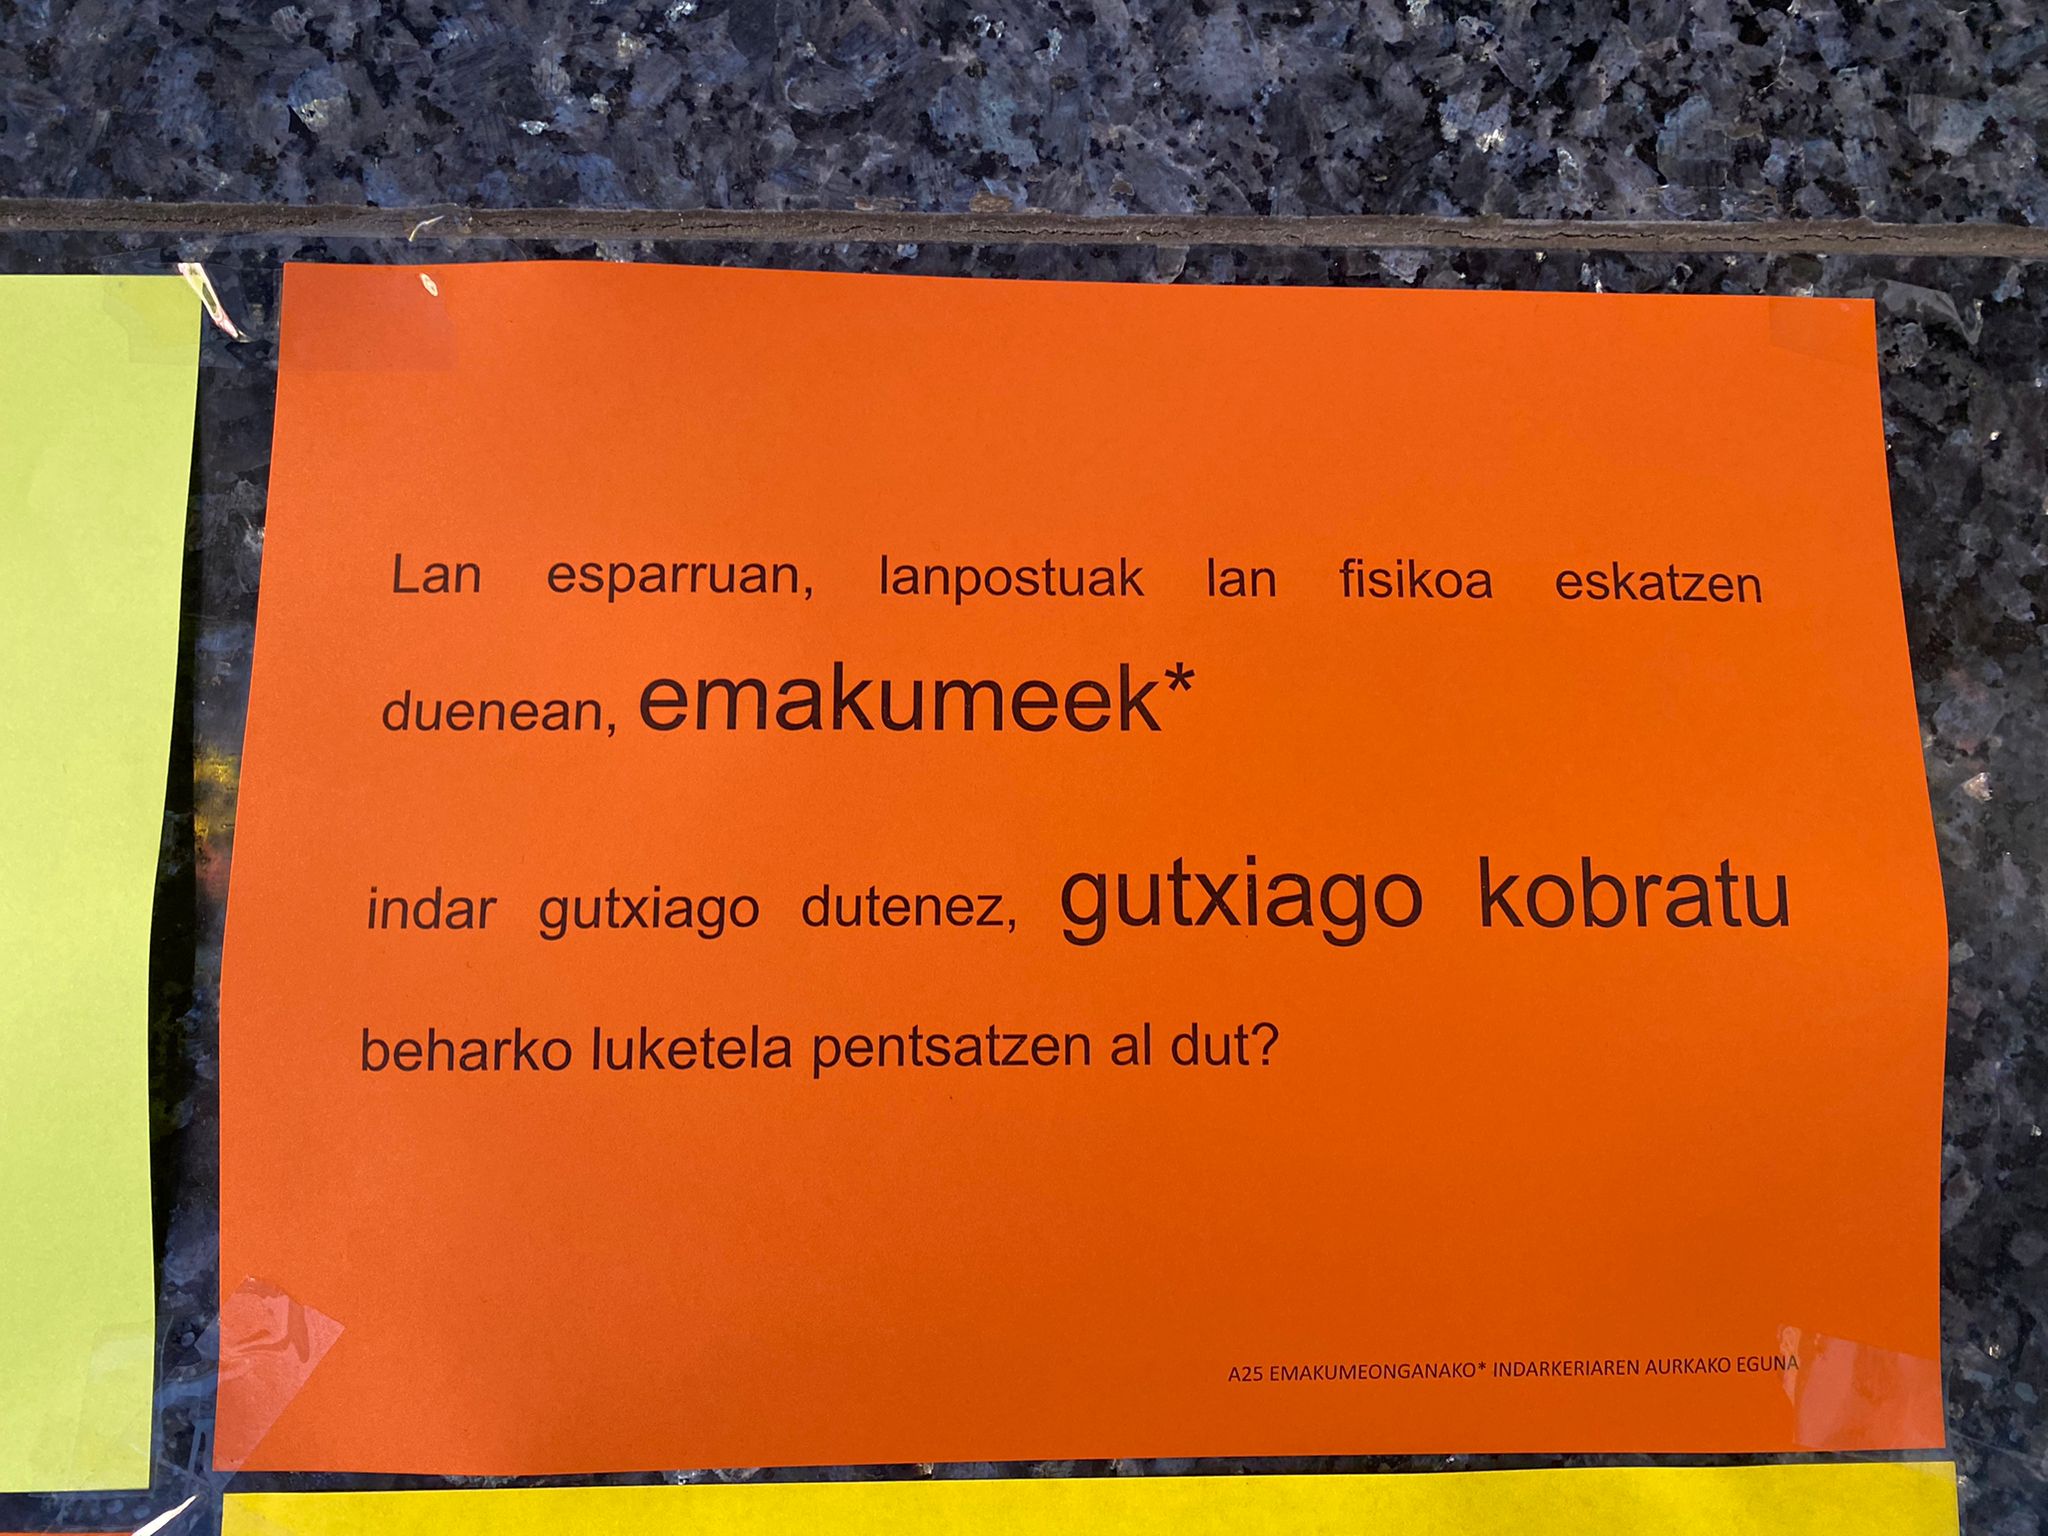 Lan esparruan, lanpostuak lan fisikoa eskatzen
duenean, emakumeek*
indar gutxiago dutenez, gutxiago kobratu
beharko luketela pentsatzen al dut?
A25 EMAKUMEONGANAKO* INDARKERIAREN AURKAKO EGUNA